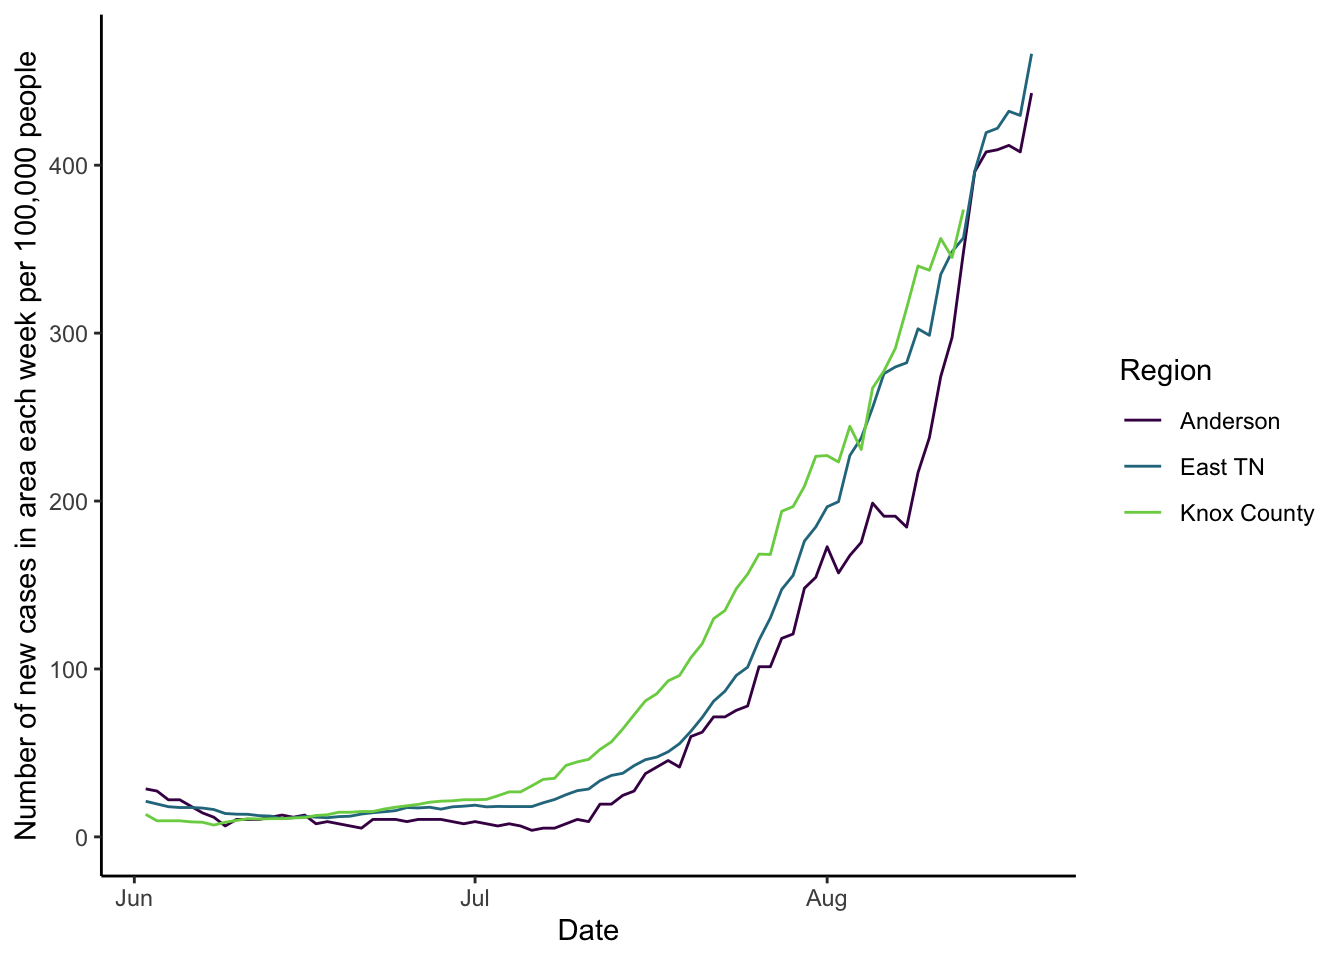 Number of new cases in area each week per 100,000 people
400
300
200
100
0
Jun
Jul
Aug
Date
Region
Anderson
East TN
Knox County